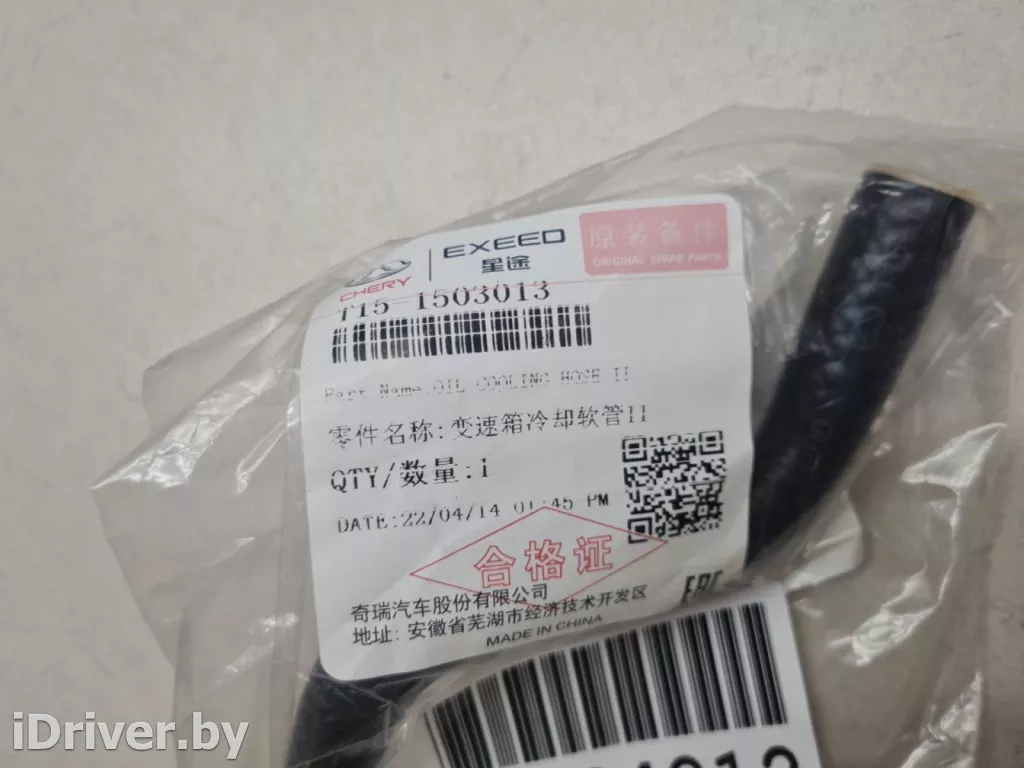 CHERY
EXEED
星途
原装备件
ORIGINAL SPARE PARTS
T15-1503013
Part Name:OIL COOLING HOSE II
零件名称:变速箱冷却软管II
QTY/数量:1
DATE:22/04/14 01:45 PM
合格证
奇瑞汽车股份有限公司
地址: 安徽省芜湖市经济技术开发区
MADE IN CHINA
EAC
iDriver.by